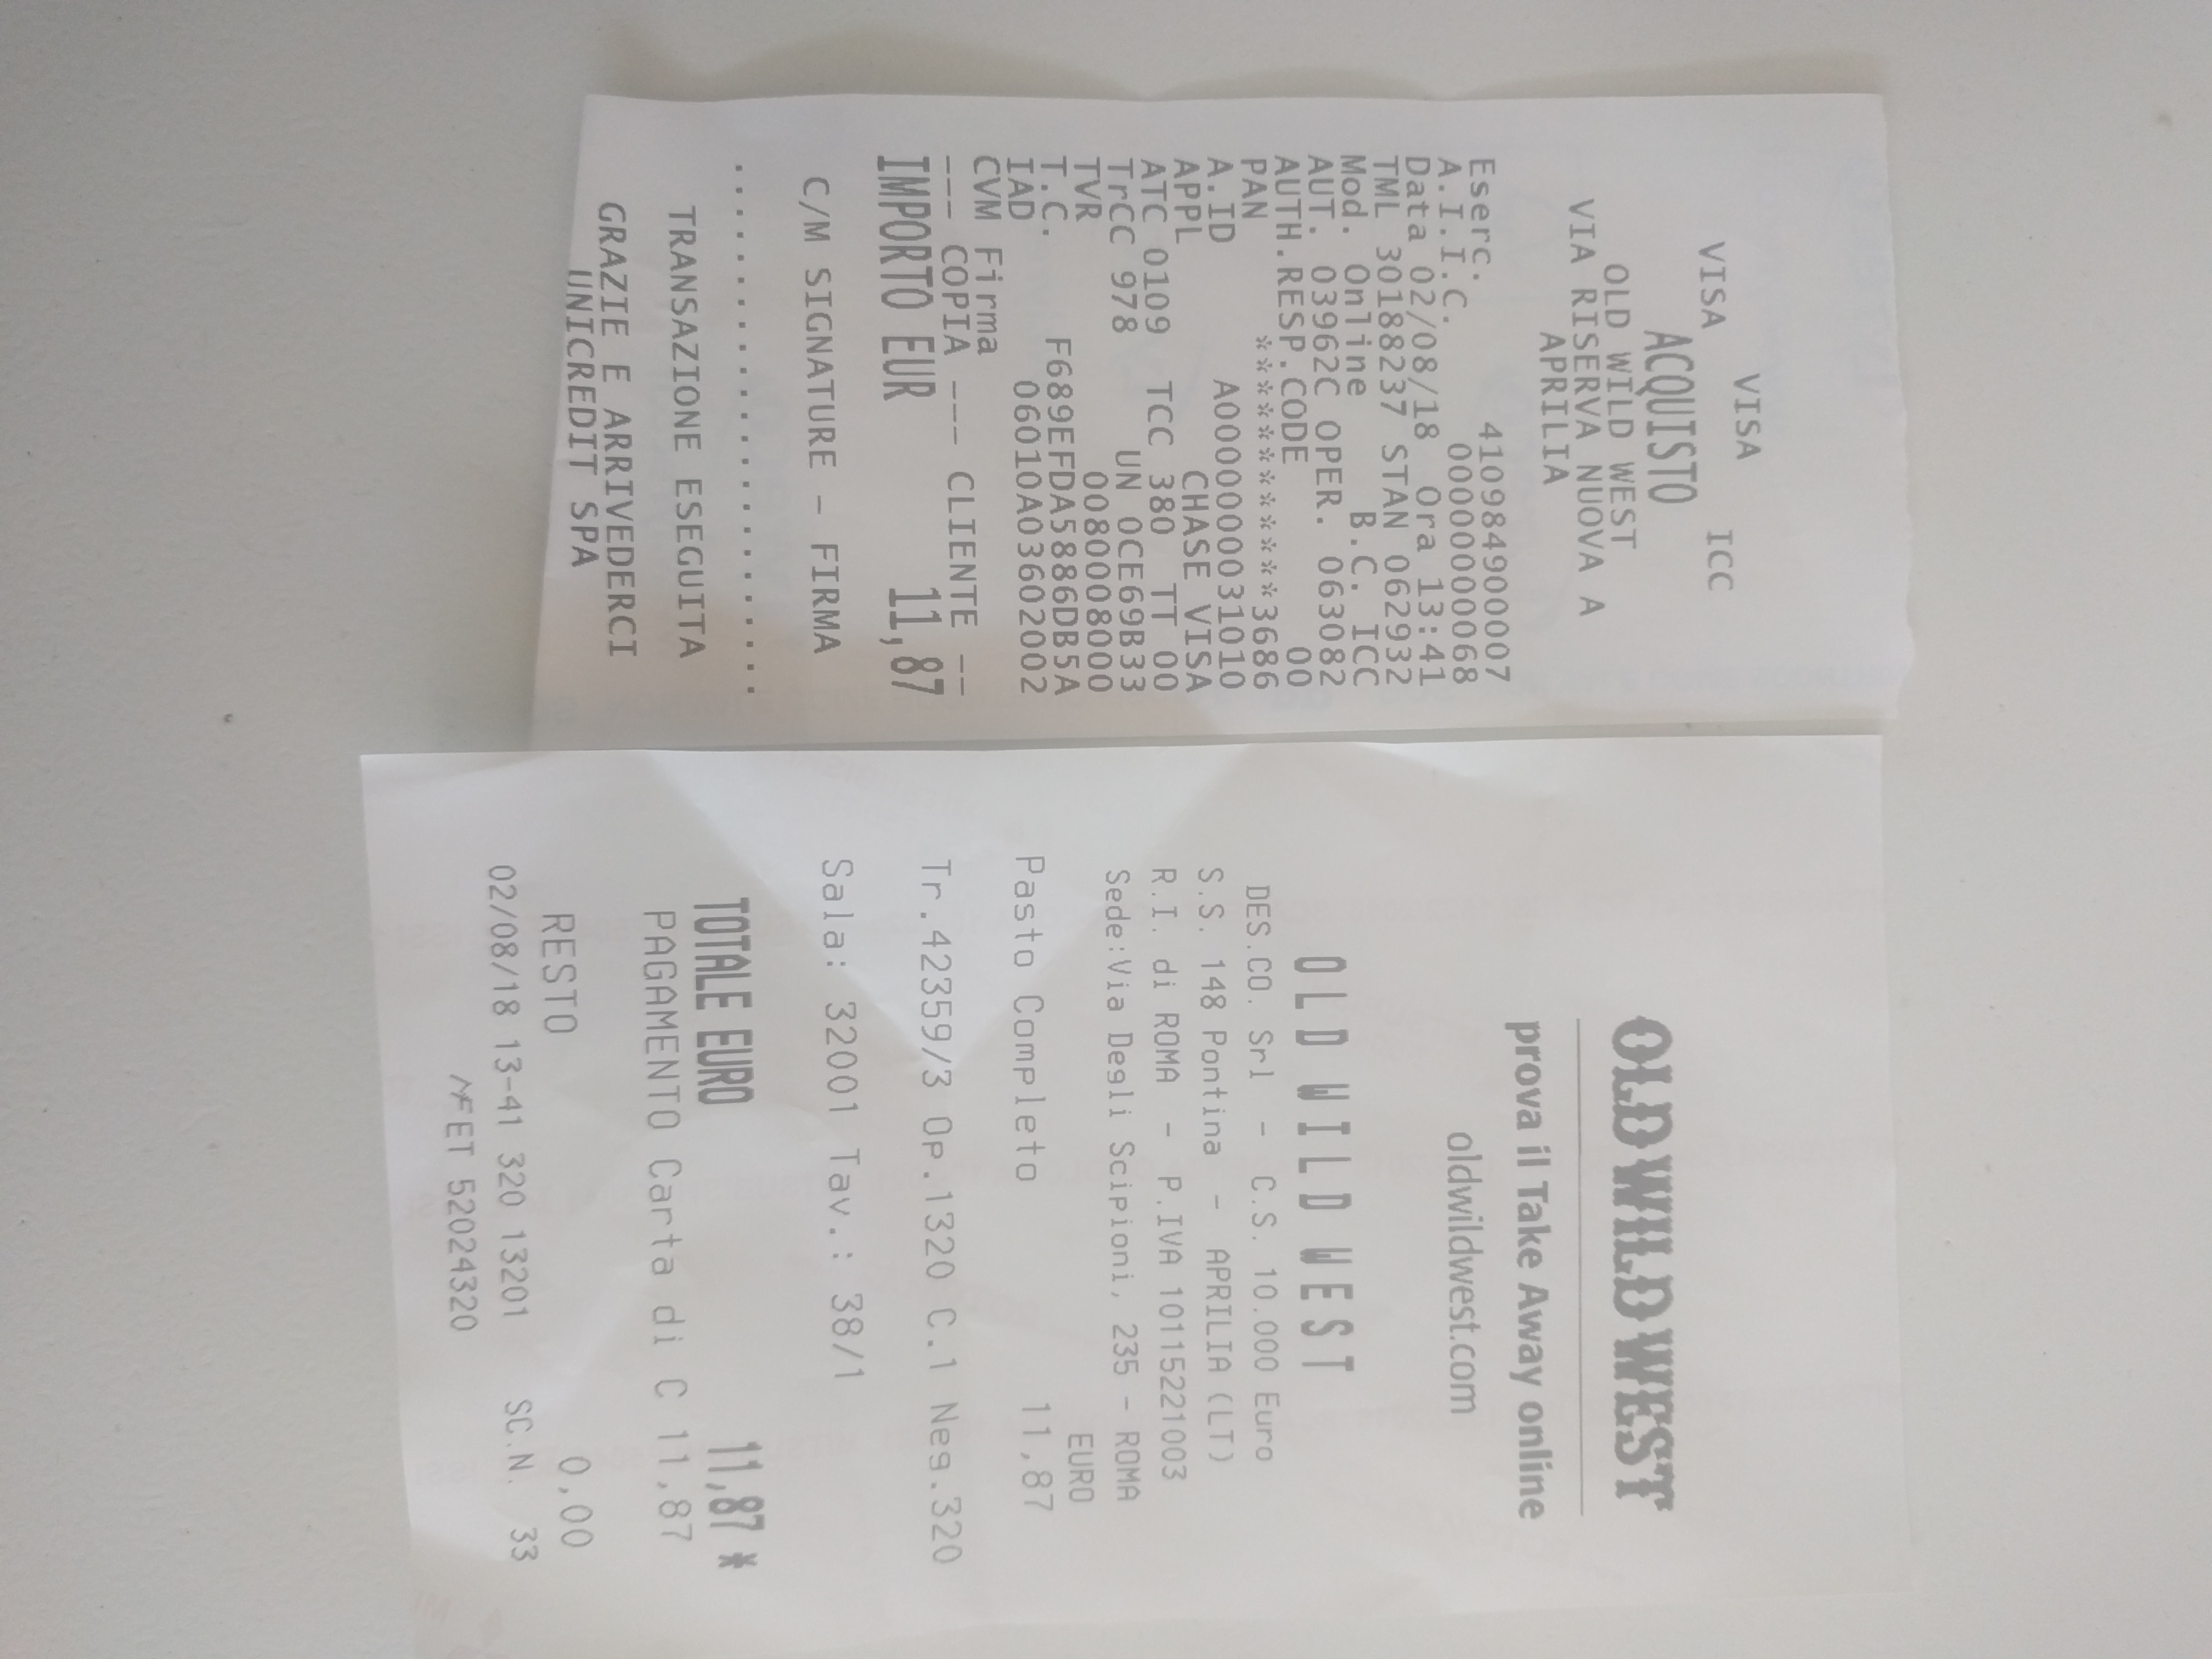 VISA
VISA ICC
ACQUISTO
OLD WILD WEST
VIA RISERVA NUOVA A
APRILIA
Eserc. 410984900007
A.I.I.C. 00000000068
Data 02/08/18 Ora 13:41
TML 30188237 STAN 062932
Mod. Online B.C. ICC
AUT. 03962C OPER. 063082
AUTH.RESP.CODE 00
PAN ************3686
A.ID A0000000031010
APPL CHASE VISA
ATC 0109 TCC 380 TT 00
TrCC 978 UN 0CE69B33
TVR 0080008000
T.C. F689EFDA5886DB5A
IAD 06010A03602002
CVM Firma
--- COPIA --- CLIENTE --
IMPORTO EUR 11,87
C/M SIGNATURE - FIRMA
........................
TRANSAZIONE ESEGUITA
GRAZIE E ARRIVEDERCI
UNICREDIT SPA
OLD WILD WEST
prova il Take Away online
oldwildwest.com
OLD WILD WEST
DES.CO. Srl - C.S. 10.000 Euro
S.S. 148 Pontina - APRILIA (LT)
R.I. di ROMA - P.IVA 10115221003
Sede:Via Degli Scipioni, 235 - ROMA
EURO
Pasto Completo 11,87
Tr.42359/3 Op.1320 C.1 Neg.320
Sala: 32001 Tav.: 38/1
TOTALE EURO 11,87 *
PAGAMENTO Carta di C 11,87
RESTO 0,00
02/08/18 13-41 320 13201 SC.N. 33
ET 52024320